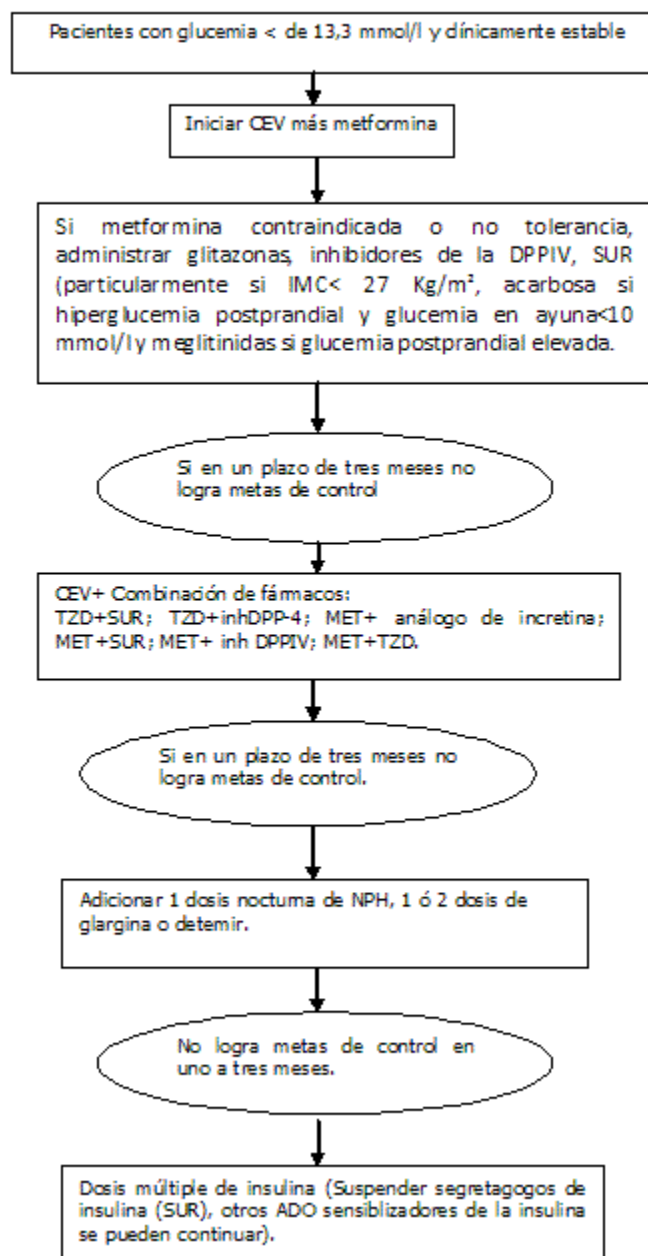 Pacientes con glucemia < de 13,3 mmol/l y clínicamente estable
Iniciar CEV más metformina
Si metformina contraindicada o no tolerancia,
administrar glitazonas, inhibidores de la DPPIV, SUR
(particularmente si IMC< 27 Kg/m², acarbosa si
hiperglucemia postprandial y glucemia en ayuna<10
mmol/l y meglitinidas si glucemia postprandial elevada.
Si en un plazo de tres meses no
logra metas de control
CEV+ Combinación de fármacos:
TZD+SUR; TZD+inhDPP-4; MET+ análogo de incretina;
MET+SUR; MET+ inh DPPIV; MET+TZD.
Si en un plazo de tres meses no
logra metas de control.
Adicionar 1 dosis nocturna de NPH, 1 ó 2 dosis de
glargina o detemir.
No logra metas de control en
uno a tres meses.
Dosis múltiple de insulina (Suspender segretagogos de
insulina (SUR), otros ADO sensiblizadores de la insulina
se pueden continuar).